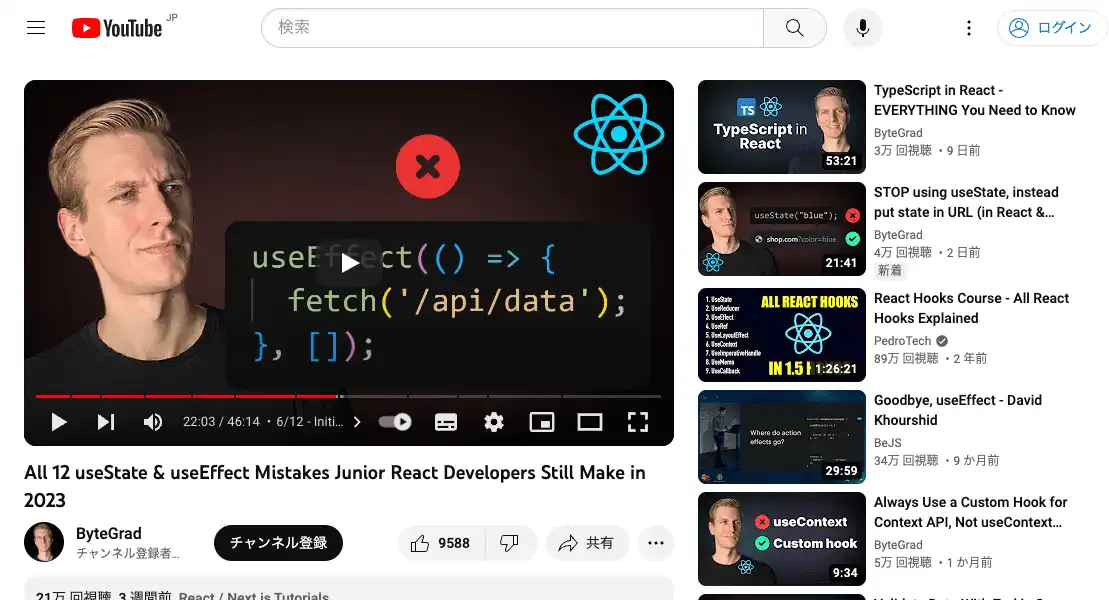 YouTube JP
検索
ログイン
useEffect(() => {
fetch('/api/data');
}, []);
22:03 / 46:14 ・ 6/12 - Initi...
All 12 useState & useEffect Mistakes Junior React Developers Still Make in
2023
ByteGrad
チャンネル登録者...
チャンネル登録
9588
共有
21万 回視聴 3 週間前 React / Next.js Tutorials
TS
TypeScript in
React
53:21
TypeScript in React -
EVERYTHING You Need to Know
ByteGrad
3万 回視聴 ・9 日前
useState("blue");
shop.com?color=blue
21:41
STOP using useState, instead
put state in URL (in React &...
ByteGrad
4万 回視聴 ・2 日前
新着
1. UseState
2. UseReducer
3. UseEffect
4. UseRef
5. UseLayoutEffect
6. UseContext
7. UseImperativeHandle
8. UseMemo
9. UseCallback
ALL REACT HOOKS
IN 1.5
1:26:21
React Hooks Course - All React
Hooks Explained
PedroTech
89万 回視聴 ・2 年前
Where do action
effects go?
29:59
Goodbye, useEffect - David
Khourshid
BeJS
34万 回視聴 ・9 か月前
useContext
Custom hook
9:34
Always Use a Custom Hook for
Context API, Not useContext...
ByteGrad
5万 回視聴 ・1 か月前